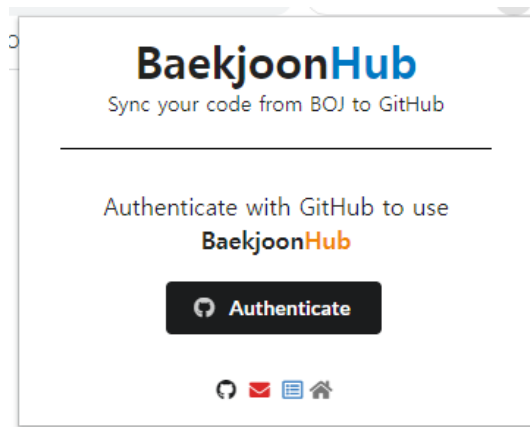 BaekjoonHub
Sync your code from BOJ to GitHub
Authenticate with GitHub to use
BaekjoonHub
Authenticate